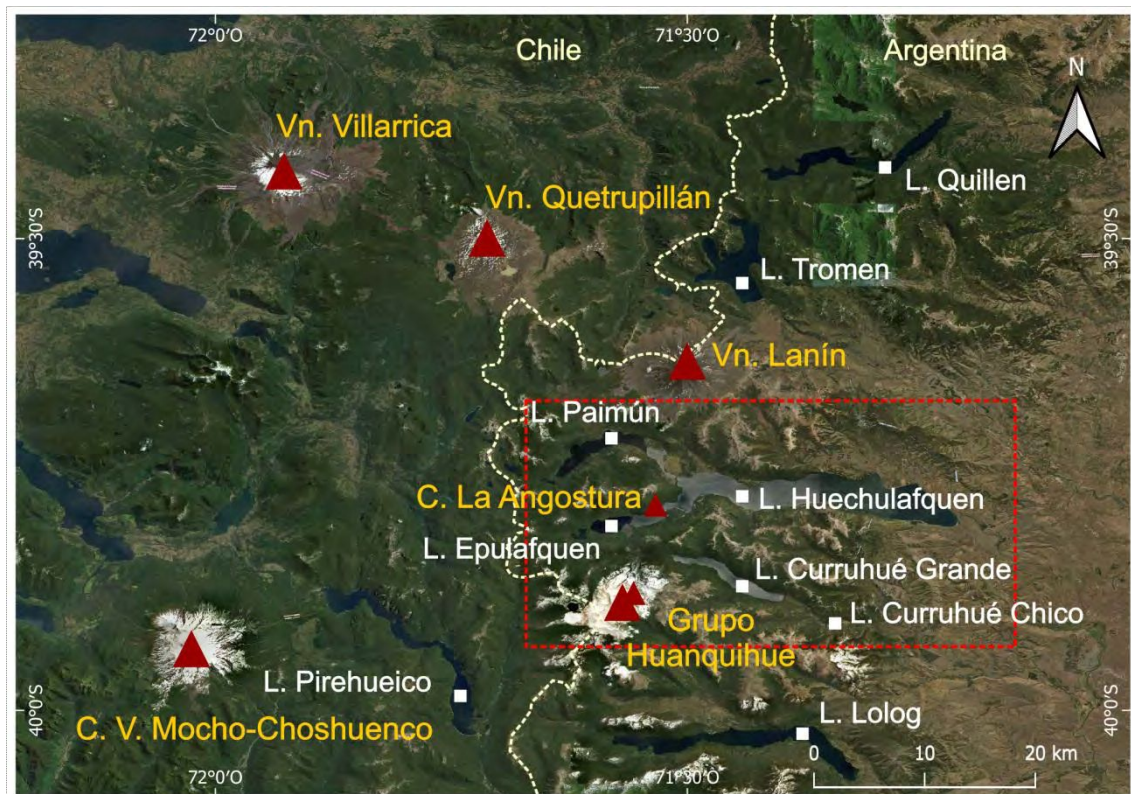 72°0'O
71°30'O
Chile
Argentina
N
Vn. Villarrica
L. Quillen
Vn. Quetrupillán
39°30'S
39°30'S
L. Tromen
Vn. Lanín
L. Paimún
C. La Angostura
L. Huechulafquen
L. Epulafquen
L. Curruhué Grande
Grupo
L. Curruhué Chico
Huanquihue
L. Pirehueico
40°0'S
40°0'S
C. V. Mocho-Choshuenco
L. Lolog
0 10 20 km
72°0'O
71°30'O